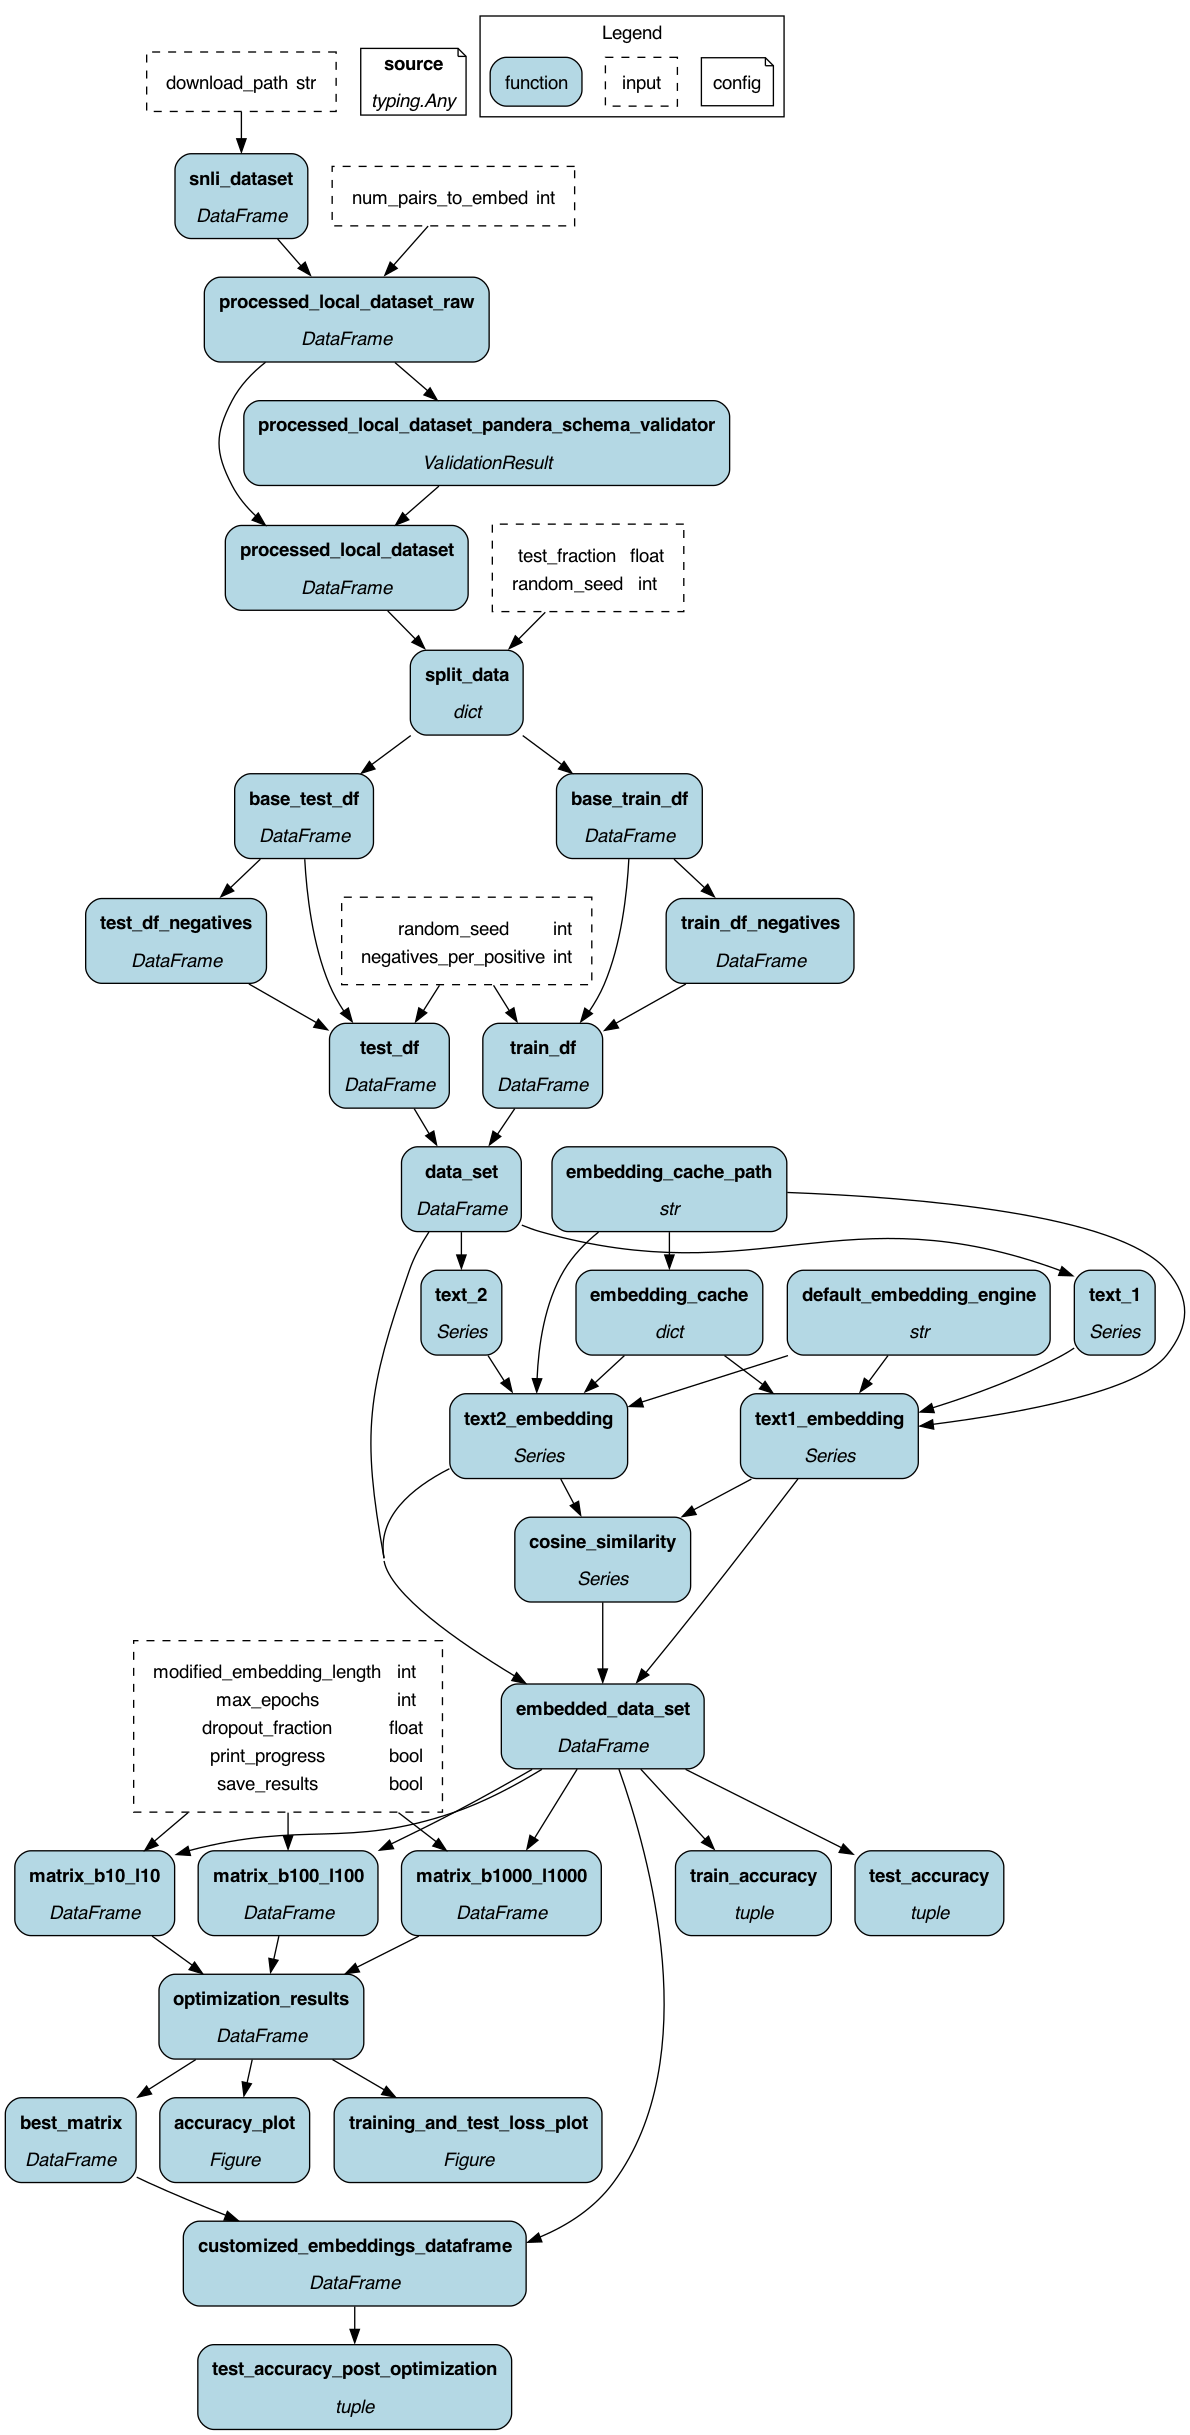 Legend
function
input
config
download_path str
source
typing.Any
snli_dataset
DataFrame
num_pairs_to_embed int
processed_local_dataset_raw
DataFrame
processed_local_dataset_pandera_schema_validator
ValidationResult
processed_local_dataset
DataFrame
test_fraction float
random_seed int
split_data
dict
base_test_df
DataFrame
base_train_df
DataFrame
test_df_negatives
DataFrame
random_seed int
negatives_per_positive int
train_df_negatives
DataFrame
test_df
DataFrame
train_df
DataFrame
data_set
DataFrame
embedding_cache_path
str
text_2
Series
embedding_cache
dict
default_embedding_engine
str
text_1
Series
text2_embedding
Series
text1_embedding
Series
cosine_similarity
Series
modified_embedding_length int
max_epochs int
dropout_fraction float
print_progress bool
save_results bool
embedded_data_set
DataFrame
matrix_b10_l10
DataFrame
matrix_b100_l100
DataFrame
matrix_b1000_l1000
DataFrame
train_accuracy
tuple
test_accuracy
tuple
optimization_results
DataFrame
best_matrix
DataFrame
accuracy_plot
Figure
training_and_test_loss_plot
Figure
customized_embeddings_dataframe
DataFrame
test_accuracy_post_optimization
tuple